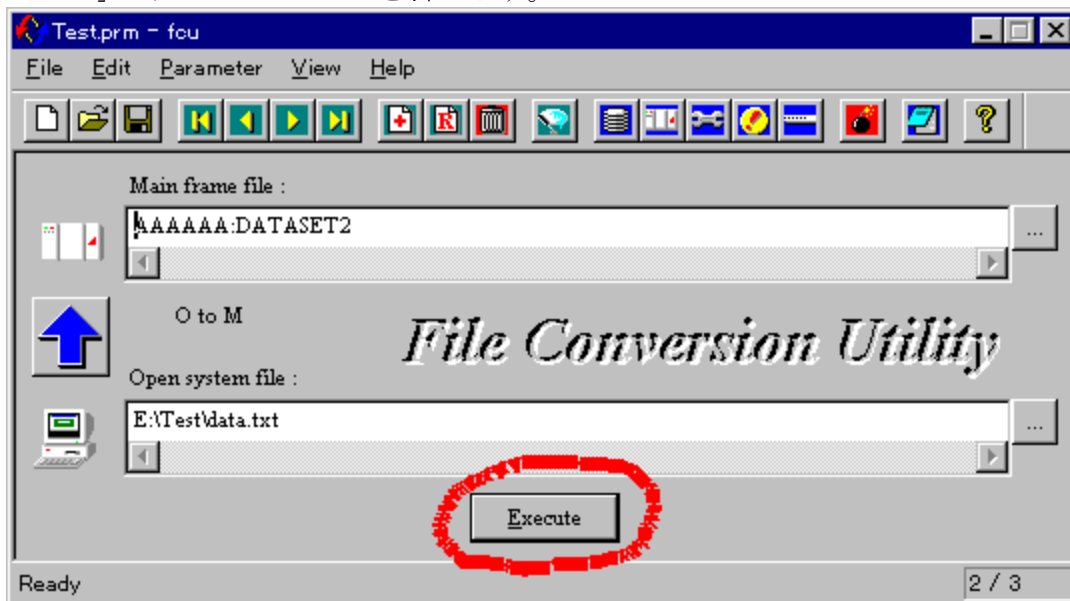 Test.prm - fcu
File Edit Parameter View Help
R
?
Main frame file :
AAAAAA:DATASET2
...
O to M
File Conversion Utility
Open system file :
E:\Test\data.txt
...
Execute
Ready
2 / 3